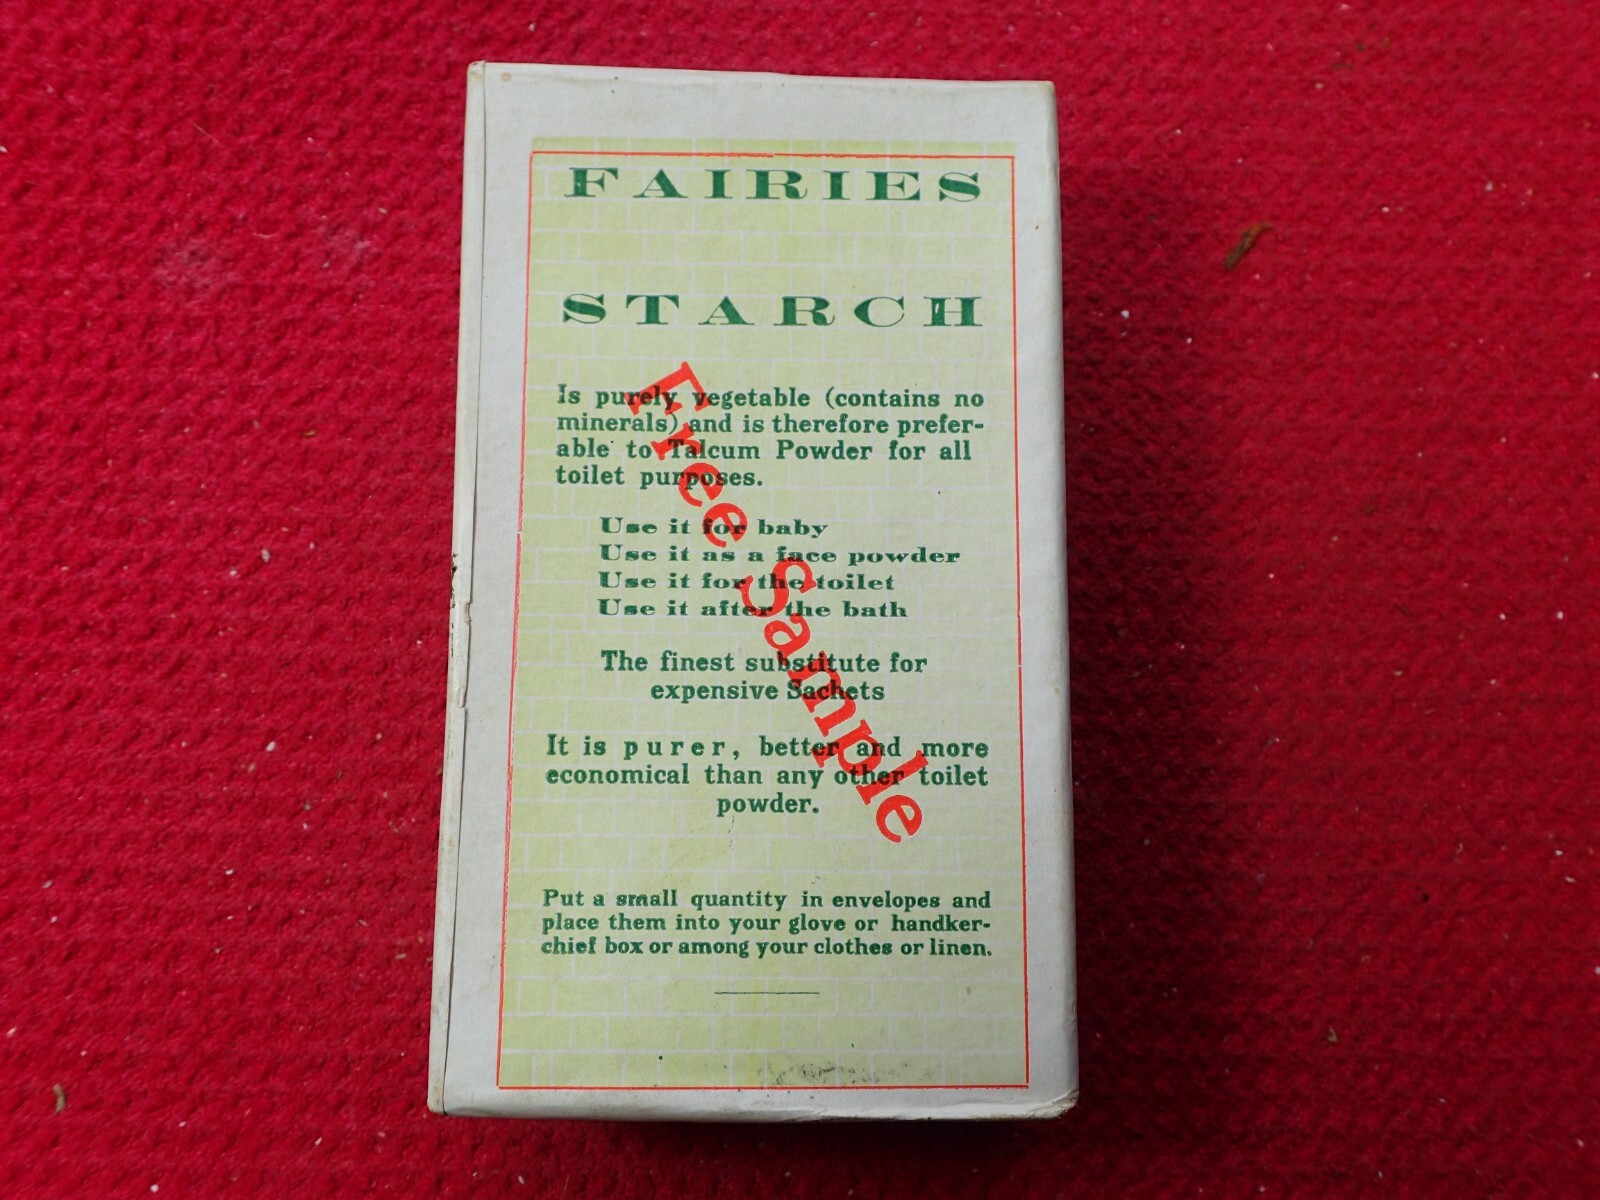 FAIRIES
STARCH
Is purely vegetable (contains no
minerals) and is therefore prefer-
able to Talcum Powder for all
toilet purposes.
Use it for baby
Use it as a face powder
Use it for the toilet
Use it after the bath
The finest substitute for
expensive Sachets
It is purer, better and more
economical than any other toilet
powder.
Put a small quantity in envelopes and
place them into your glove or handker-
chief box or among your clothes or linen.
Free Sample